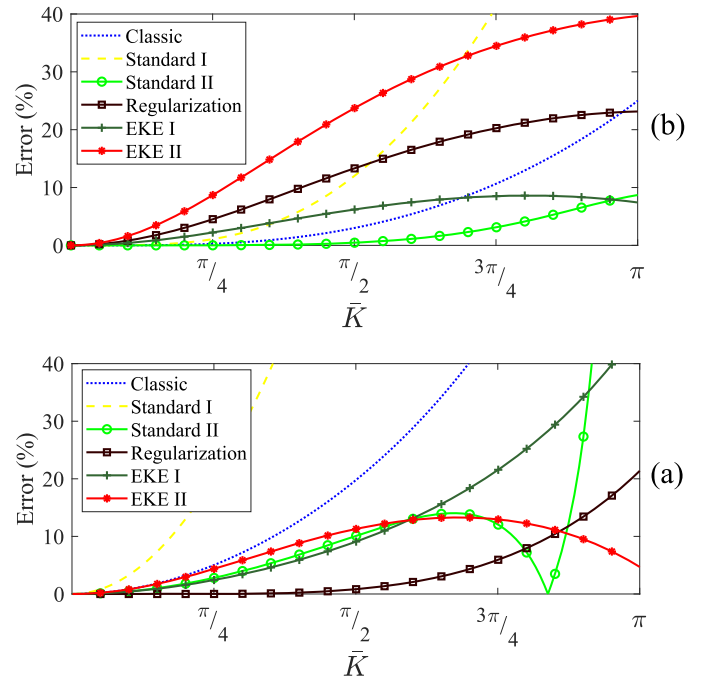 40
30
20
10
0
Error (%)
Classic
Standard I
Standard II
Regularization
EKE I
EKE II
(b)
π/4
π/2
3π/4
π
K̄
40
30
20
10
0
Error (%)
Classic
Standard I
Standard II
Regularization
EKE I
EKE II
(a)
π/4
π/2
3π/4
π
K̄